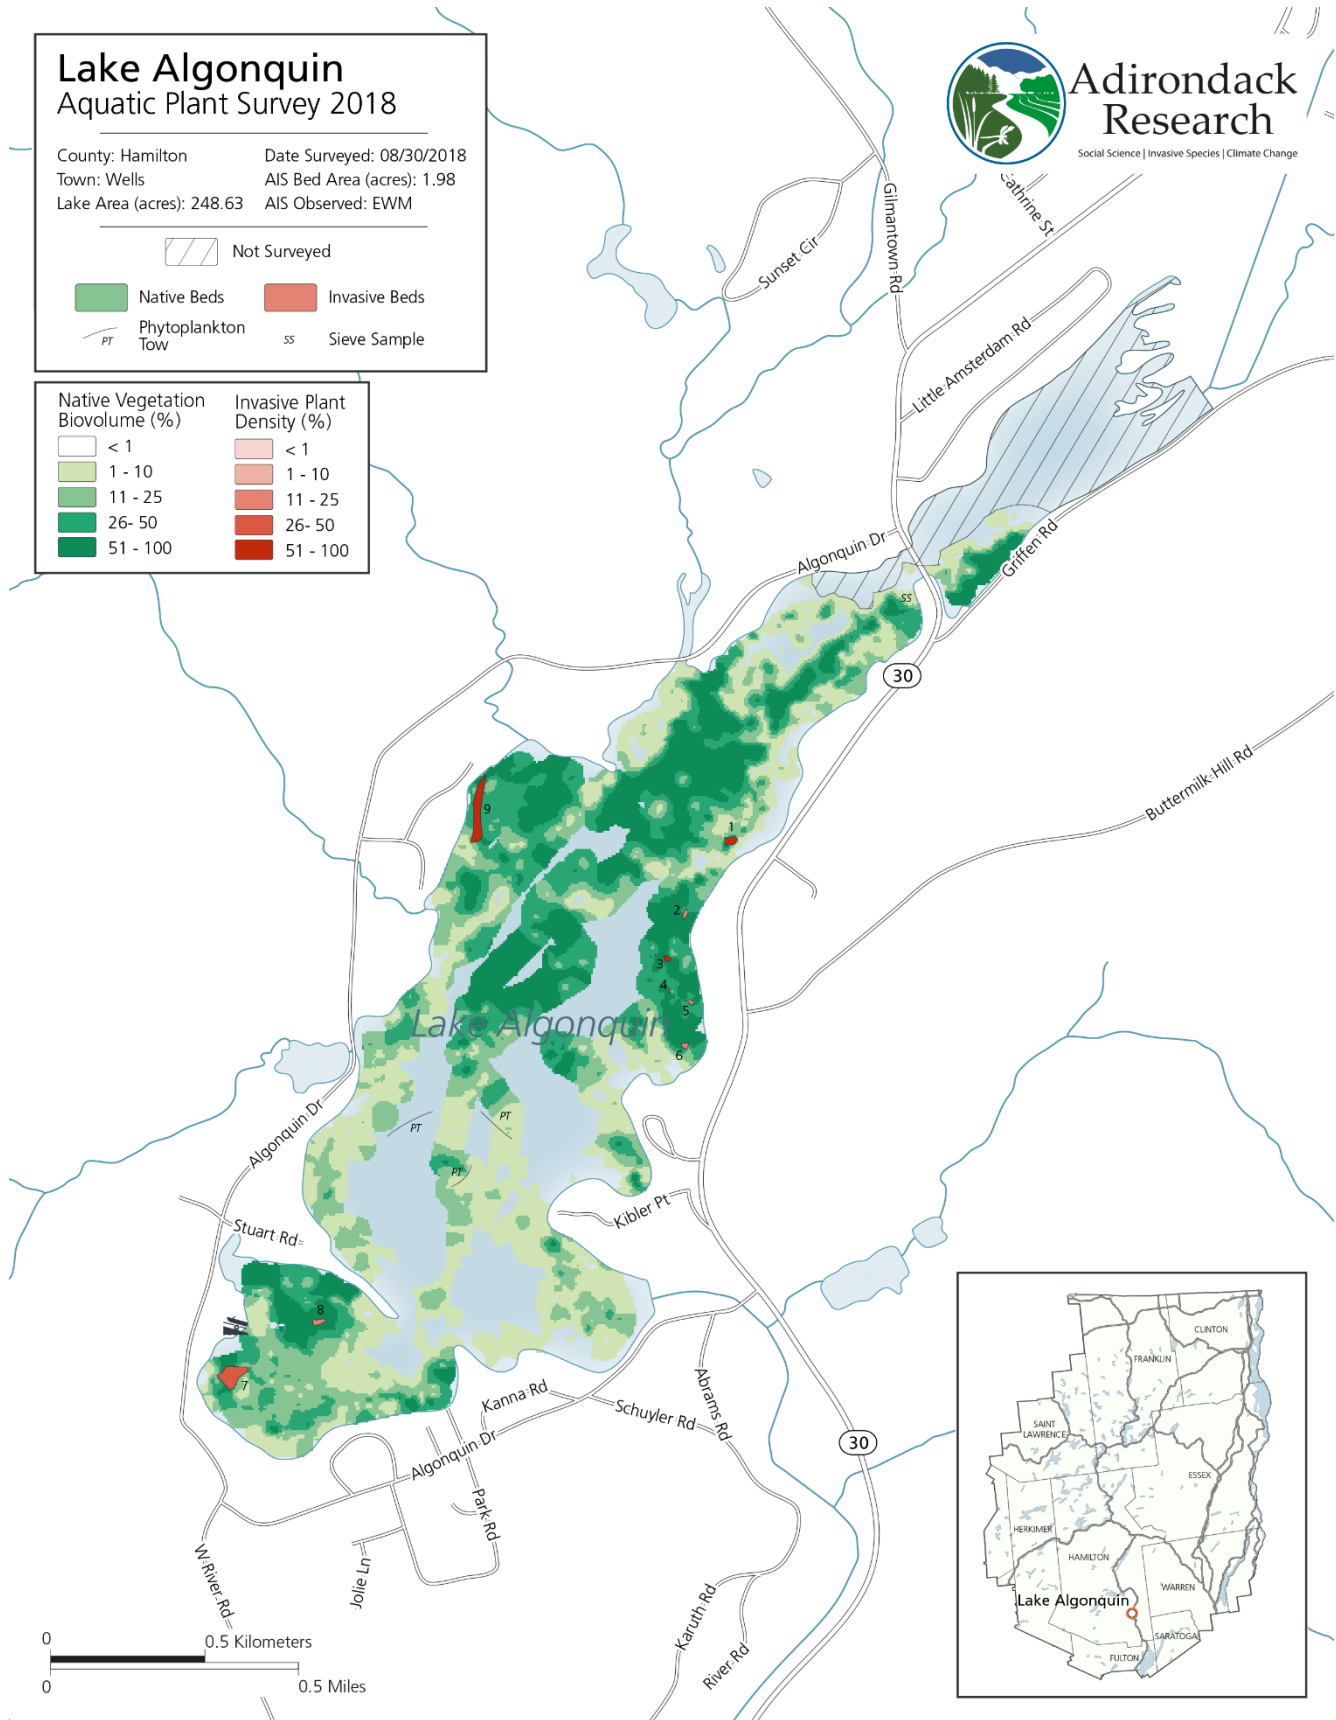 Lake Algonquin
Aquatic Plant Survey 2018
County: Hamilton
Date Surveyed: 08/30/2018
Town: Wells
AIS Bed Area (acres): 1.98
Lake Area (acres): 248.63
AIS Observed: EWM
Not Surveyed
Native Beds
Invasive Beds
PT
Phytoplankton
Tow
SS
Sieve Sample
Native Vegetation
Biovolume (%)
< 1
1 - 10
11 - 25
26- 50
51 - 100
Invasive Plant
Density (%)
< 1
1 - 10
11 - 25
26- 50
51 - 100
Adirondack
Research
Social Science | Invasive Species | Climate Change
Cathrine St
Gilmantown Rd
Sunset Cir
Little Amsterdam Rd
Algonquin Dr
Griffen Rd
SS
30
Buttermilk Hill Rd
9
1
2
3
4
5
6
Lake Algonquin
PT
PT
PT
Algonquin Dr
Stuart Rd
Kibler Pt
8
7
Kanna Rd
Schuyler Rd
Abrams Rd
Algonquin Dr
30
Park Rd
W River Rd
Jolie Ln
Karuth Rd
River Rd
0
0.5 Kilometers
0
0.5 Miles
CLINTON
FRANKLIN
SAINT
LAWRENCE
ESSEX
HERKIMER
HAMILTON
WARREN
Lake Algonquin
SARATOGA
FULTON